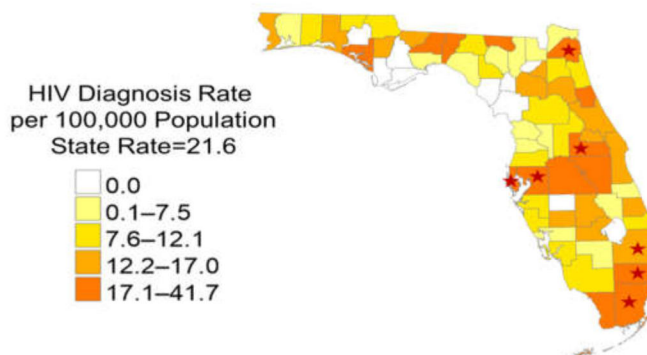 HIV Diagnosis Rate
per 100,000 Population
State Rate=21.6
0.0
0.1–7.5
7.6–12.1
12.2–17.0
17.1–41.7